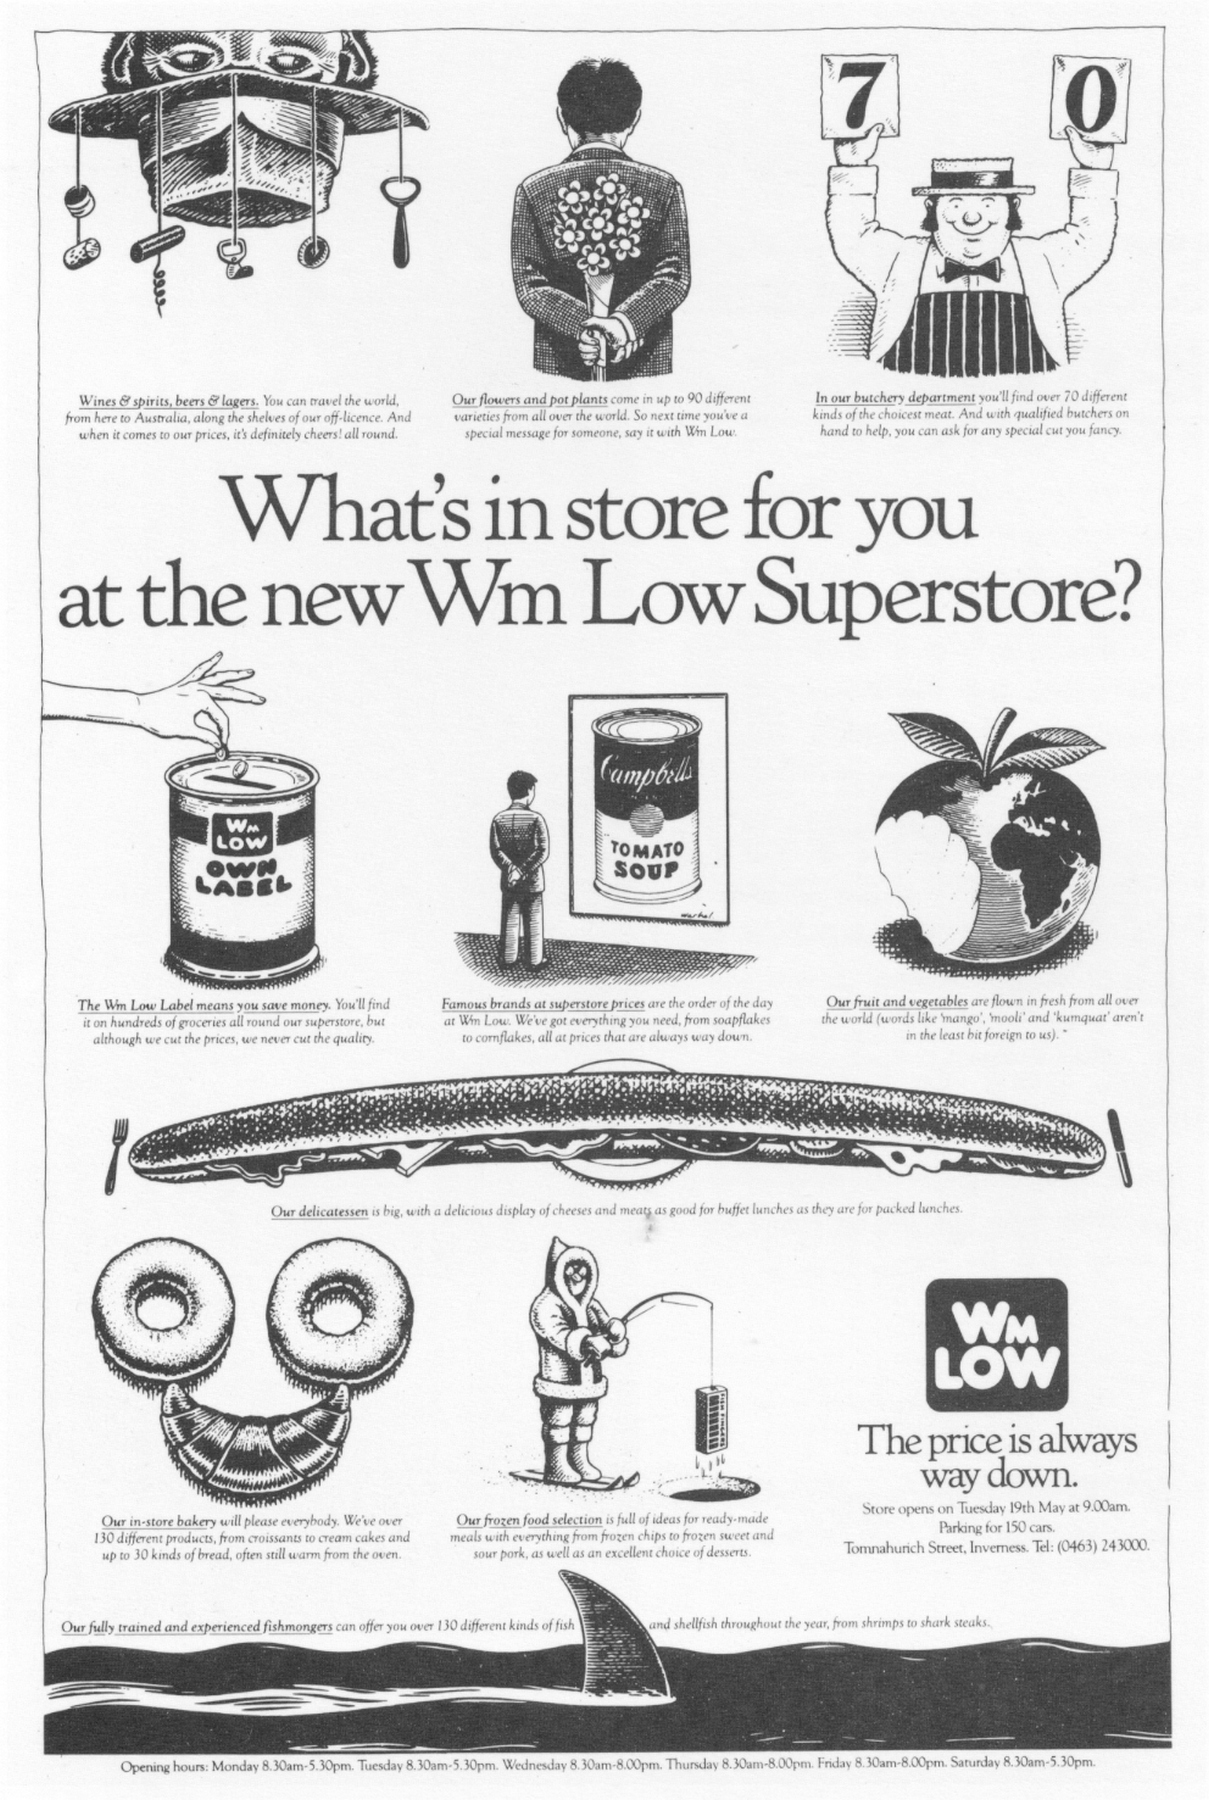 7 0
Wines & spirits, beers & lagers. You can travel the world,
from here to Australia, along the shelves of our off-licence. And
when it comes to our prices, it's definitely cheers! all round.
Our flowers and pot plants come in up to 90 different
varieties from all over the world. So next time you've a
special message for someone, say it with Wm Low.
In our butchery department you'll find over 70 different
kinds of the choicest meat. And with qualified butchers on
hand to help, you can ask for any special cut you fancy.
What's in store for you
at the new Wm Low Superstore?
WM
LOW
OWN
LABEL
Campbell's
TOMATO
SOUP
warhol
The Wm Low Label means you save money. You'll find
it on hundreds of groceries all round our superstore, but
although we cut the prices, we never cut the quality.
Famous brands at superstore prices are the order of the day
at Wm Low. We've got everything you need, from soapflakes
to cornflakes, all at prices that are always way down.
Our fruit and vegetables are flown in fresh from all over
the world (words like 'mango', 'mooli' and 'kumquat' aren't
in the least bit foreign to us).
Our delicatessen is big, with a delicious display of cheeses and meats as good for buffet lunches as they are for packed lunches.
Our in-store bakery will please everybody. We've over
130 different products, from croissants to cream cakes and
up to 30 kinds of bread, often still warm from the oven.
Our frozen food selection is full of ideas for ready-made
meals with everything from frozen chips to frozen sweet and
sour pork, as well as an excellent choice of desserts.
WM
LOW
The price is always
way down.
Store opens on Tuesday 19th May at 9.00am.
Parking for 150 cars.
Tomnahurich Street, Inverness. Tel: (0463) 243000.
Our fully trained and experienced fishmongers can offer you over 130 different kinds of fish and shellfish throughout the year, from shrimps to shark steaks.
Opening hours: Monday 8.30am-5.30pm. Tuesday 8.30am-5.30pm. Wednesday 8.30am-8.00pm. Thursday 8.30am-8.00pm. Friday 8.30am-8.00pm. Saturday 8.30am-5.30pm.